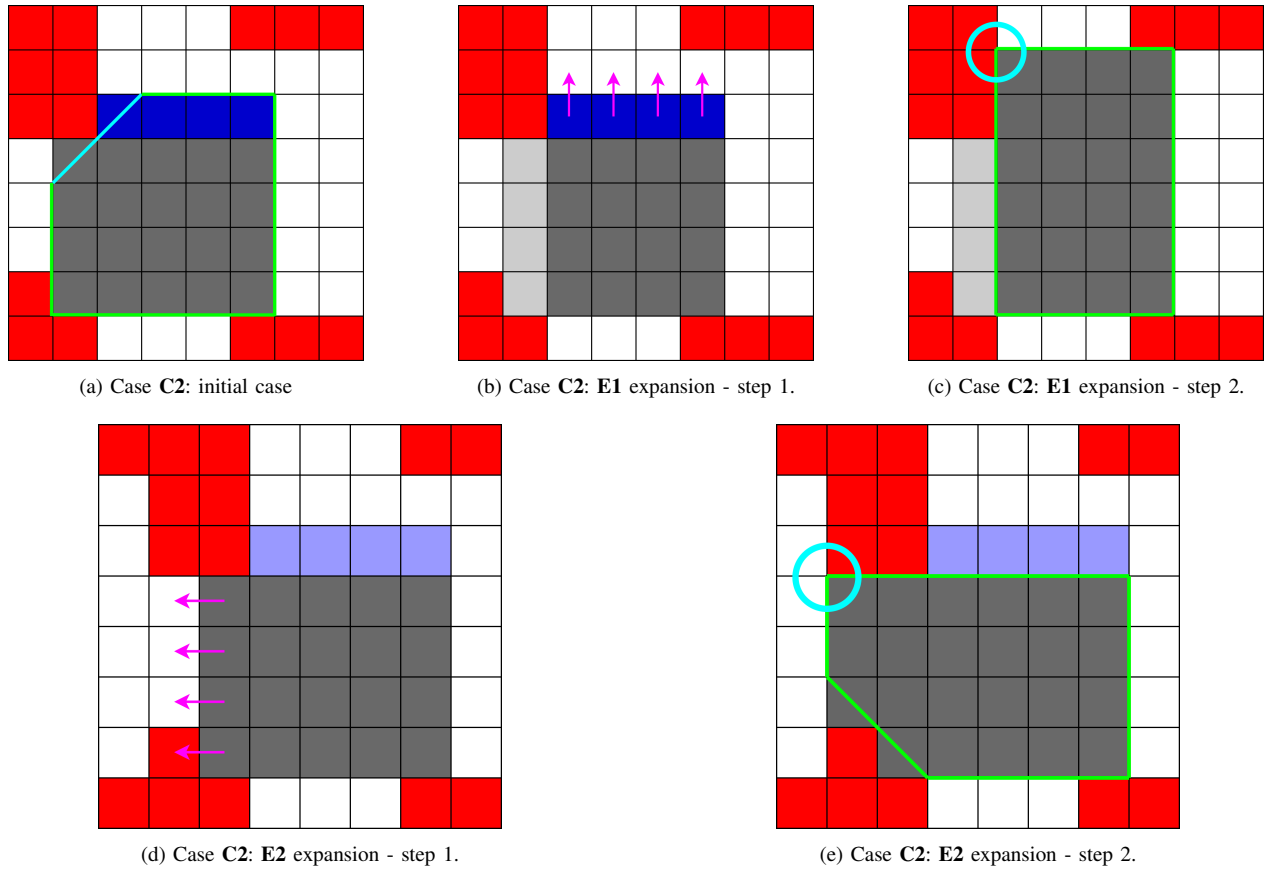 (a) Case C2: initial case
(b) Case C2: E1 expansion - step 1.
(c) Case C2: E1 expansion - step 2.
(d) Case C2: E2 expansion - step 1.
(e) Case C2: E2 expansion - step 2.